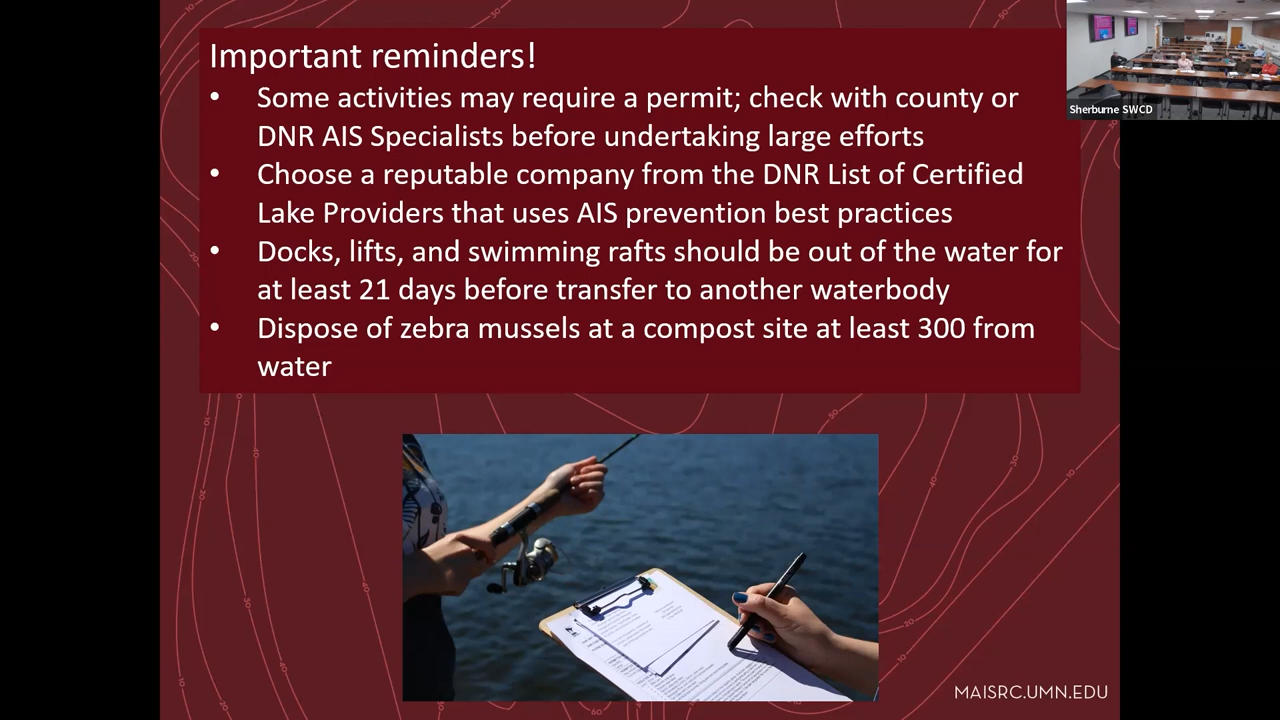 Important reminders!
• Some activities may require a permit; check with county or
DNR AIS Specialists before undertaking large efforts
• Choose a reputable company from the DNR List of Certified
Lake Providers that uses AIS prevention best practices
• Docks, lifts, and swimming rafts should be out of the water for
at least 21 days before transfer to another waterbody
• Dispose of zebra mussels at a compost site at least 300 from
water
Sherburne SWCD
MAISRC.UMN.EDU